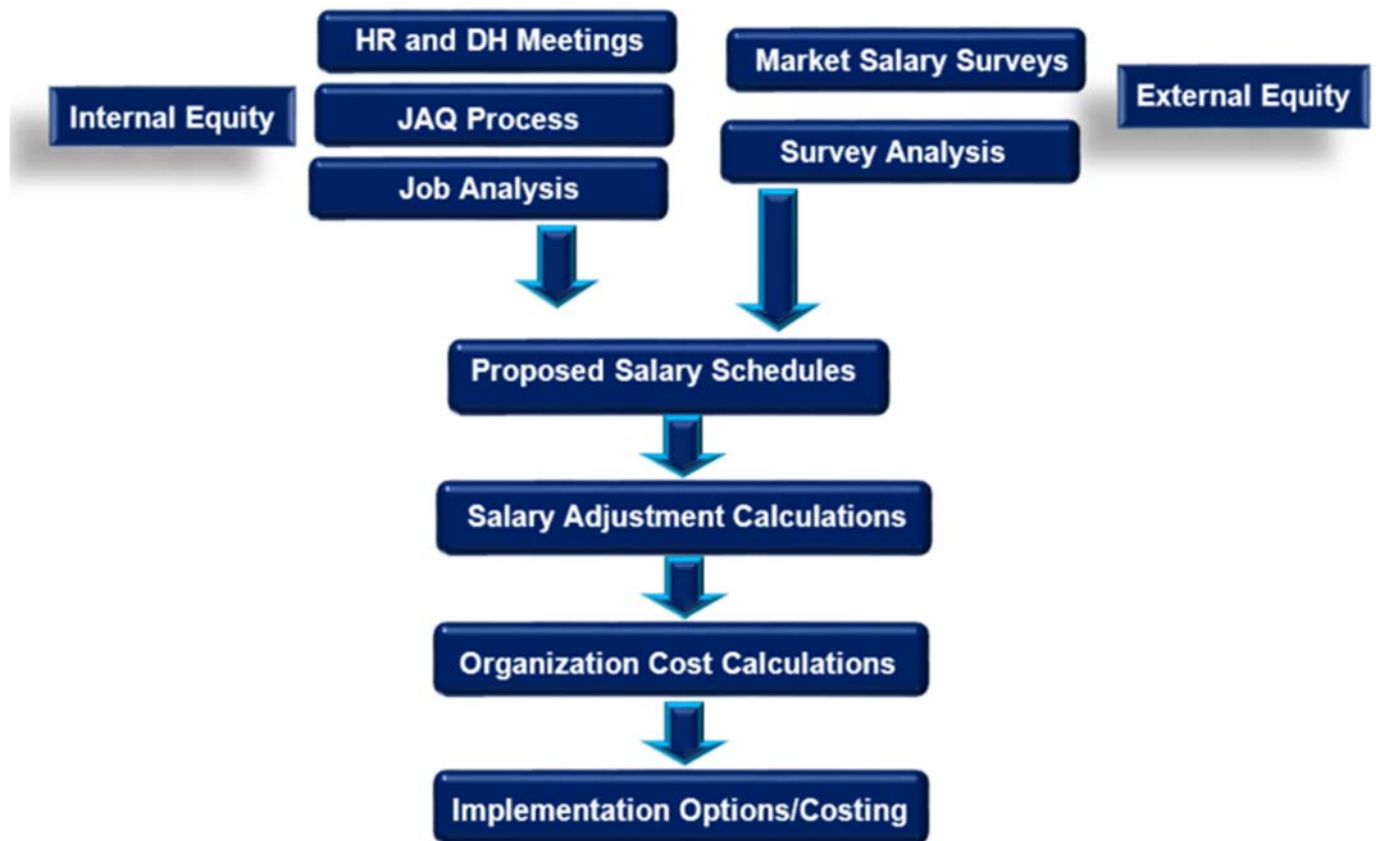 Internal Equity
HR and DH Meetings
JAQ Process
Job Analysis
Market Salary Surveys
Survey Analysis
External Equity
Proposed Salary Schedules
Salary Adjustment Calculations
Organization Cost Calculations
Implementation Options/Costing